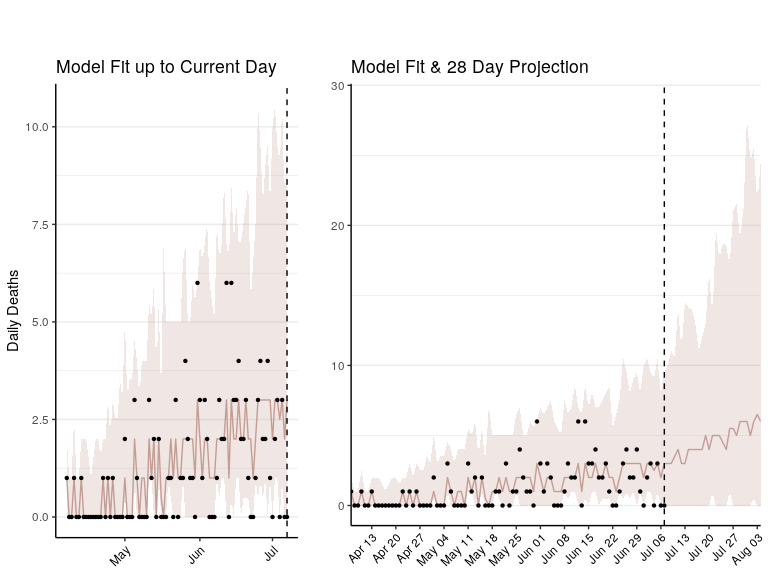 Model Fit up to Current Day
Daily Deaths
10.0
7.5
5.0
2.5
0.0
May
Jun
Jul
Model Fit & 28 Day Projection
30
20
10
0
Apr 13
Apr 20
Apr 27
May 04
May 11
May 18
May 25
Jun 01
Jun 08
Jun 15
Jun 22
Jun 29
Jul 06
Jul 13
Jul 20
Jul 27
Aug 03